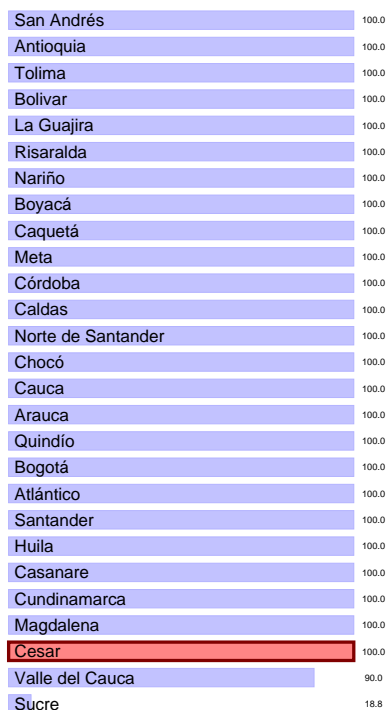 San Andrés 100.0
Antioquia 100.0
Tolima 100.0
Bolivar 100.0
La Guajira 100.0
Risaralda 100.0
Nariño 100.0
Boyacá 100.0
Caquetá 100.0
Meta 100.0
Córdoba 100.0
Caldas 100.0
Norte de Santander 100.0
Chocó 100.0
Cauca 100.0
Arauca 100.0
Quindío 100.0
Bogotá 100.0
Atlántico 100.0
Santander 100.0
Huila 100.0
Casanare 100.0
Cundinamarca 100.0
Magdalena 100.0
Cesar 100.0
Valle del Cauca 90.0
Sucre 18.8